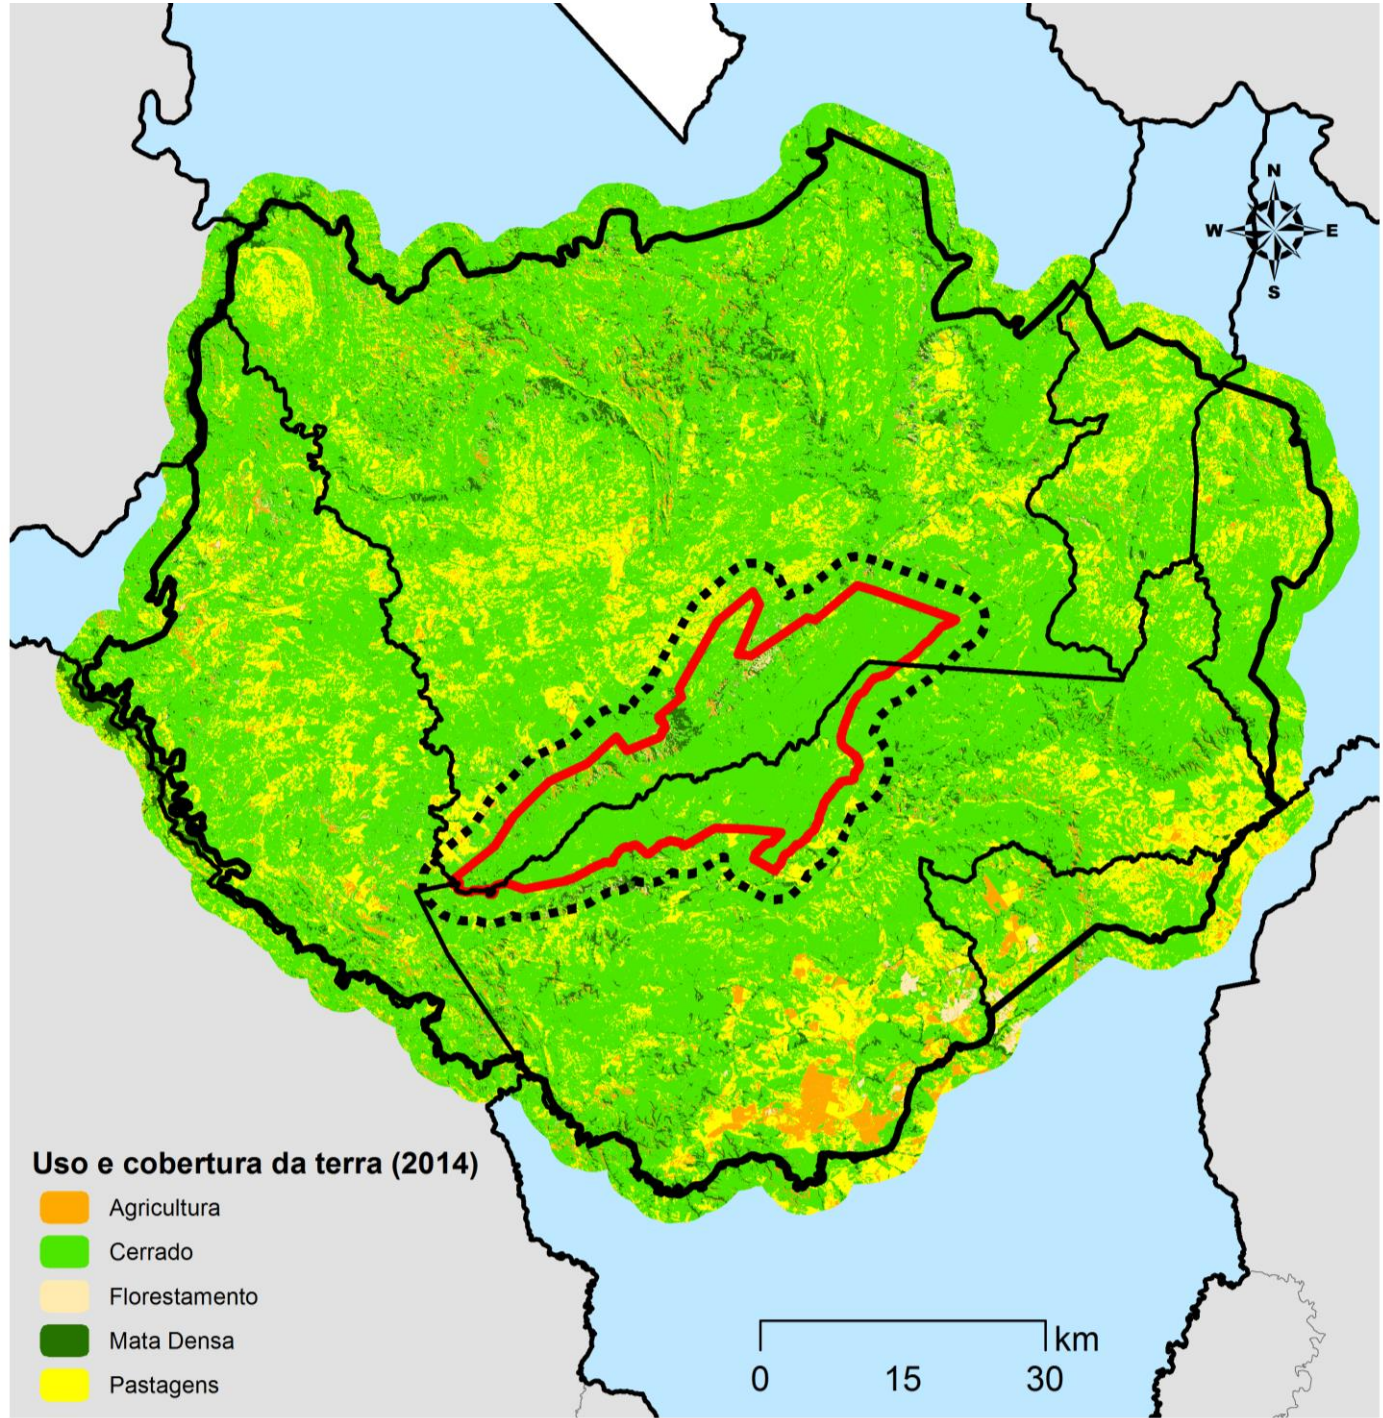 N
W E
S
Uso e cobertura da terra (2014)
Agricultura
Cerrado
Florestamento
Mata Densa
Pastagens
km
0 15 30